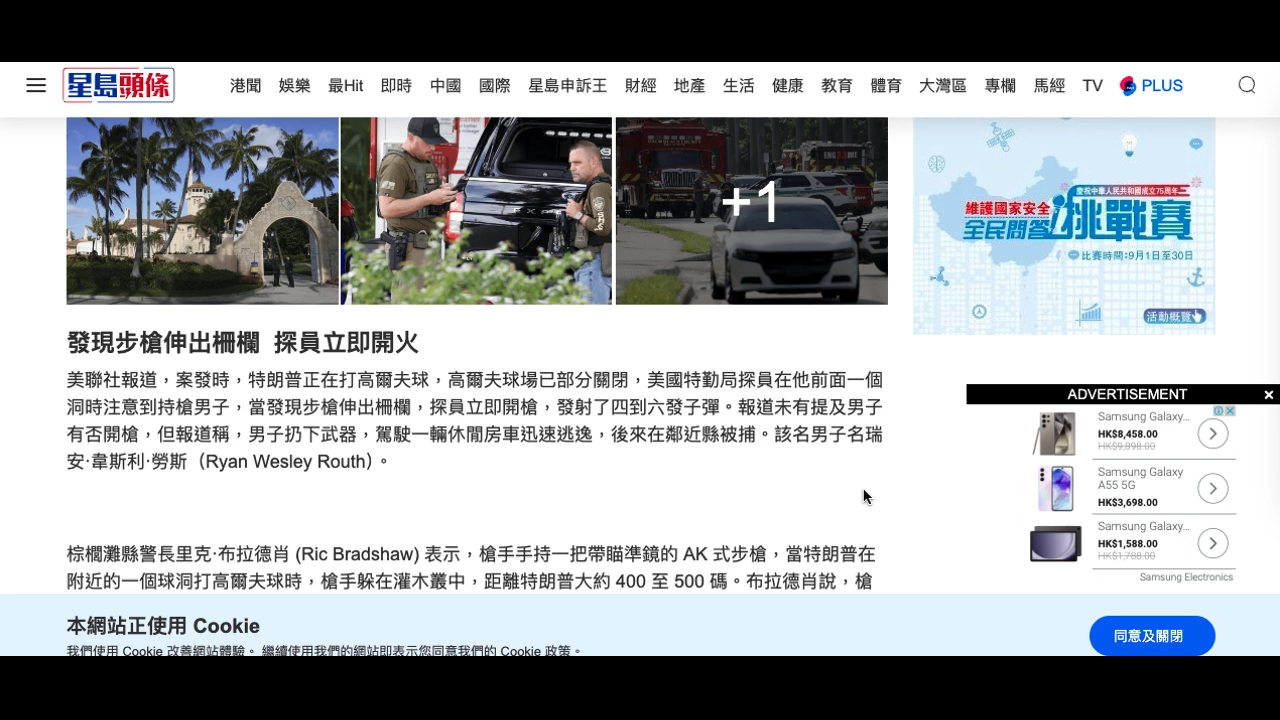 星島頭條
港聞 娛樂 最Hit 即時 中國 國際 星島申訴王 財經 地產 生活 健康 教育 體育 大灣區 專欄 馬經 TV PLUS
+1
慶祝中華人民共和國成立75周年
維護國家安全
全民問答
挑戰賽
比賽時間:9月1日至30日
活動概覽
發現步槍伸出柵欄 探員立即開火
美聯社報道，案發時，特朗普正在打高爾夫球，高爾夫球場已部分關閉，美國特勤局探員在他前面一個
洞時注意到持槍男子，當發現步槍伸出柵欄，探員立即開槍，發射了四到六發子彈。報道未有提及男子
有否開槍，但報道稱，男子扔下武器，駕駛一輛休閒房車迅速逃逸，後來在鄰近縣被捕。該名男子名瑞
安·韋斯利·勞斯（Ryan Wesley Routh）。
棕櫚灘縣警長里克·布拉德肖 (Ric Bradshaw) 表示，槍手手持一把帶瞄準鏡的 AK 式步槍，當特朗普在
附近的一個球洞打高爾夫球時，槍手躲在灌木叢中，距離特朗普大約 400 至 500 碼。布拉德肖說，槍
ADVERTISEMENT
Samsung Galaxy...
HK$8,458.00
HK$9,898.00
Samsung Galaxy
A55 5G
HK$3,698.00
Samsung Galaxy...
HK$1,588.00
HK$1,788.00
Samsung Electronics
本網站正使用 Cookie
我們使用 Cookie 改善網站體驗。 繼續使用我們的網站即表示您同意我們的 Cookie 政策。
同意及關閉